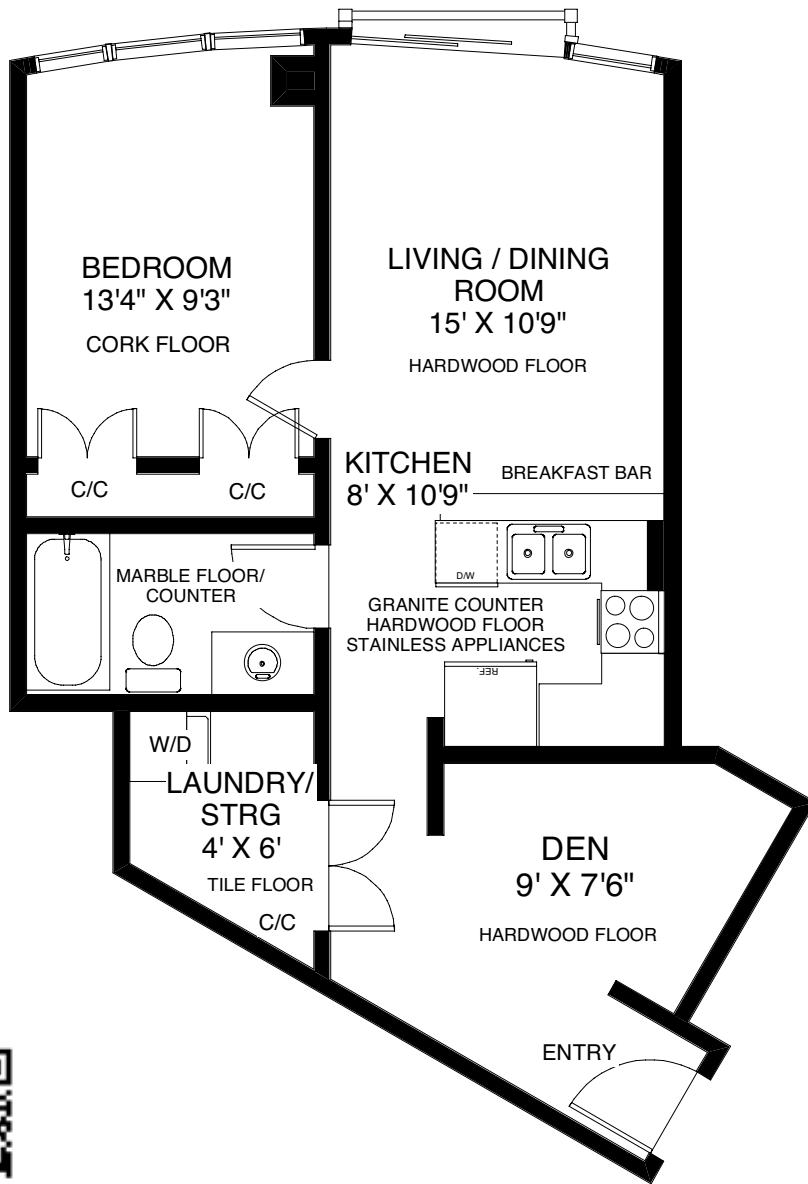 BEDROOM
13'4" X 9'3"
CORK FLOOR
LIVING / DINING
ROOM
15' X 10'9"
HARDWOOD FLOOR
C/C
C/C
KITCHEN
8' X 10'9"
BREAKFAST BAR
D/W
GRANITE COUNTER
HARDWOOD FLOOR
STAINLESS APPLIANCES
REF.
MARBLE FLOOR/
COUNTER
W/D
LAUNDRY/
STRG
4' X 6'
TILE FLOOR
C/C
DEN
9' X 7'6"
HARDWOOD FLOOR
ENTRY